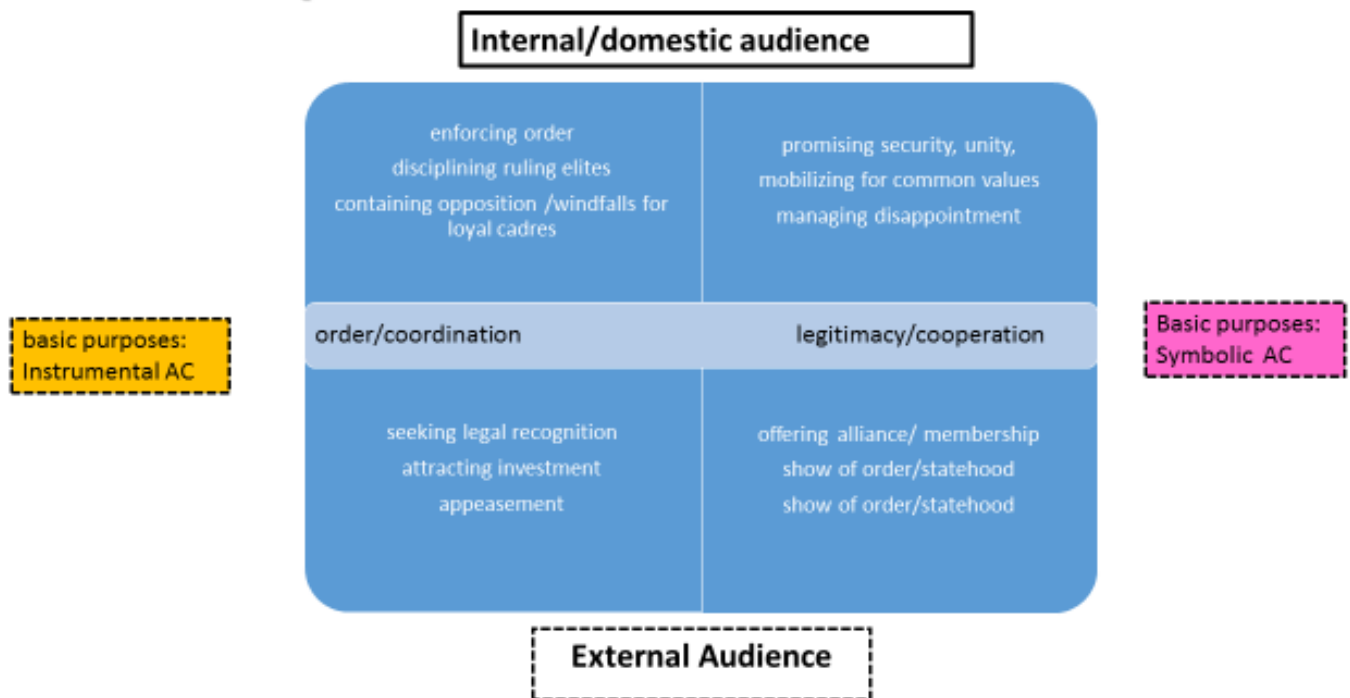 Internal/domestic audience
enforcing order
disciplining ruling elites
containing opposition /windfalls for
loyal cadres
promising security, unity,
mobilizing for common values
managing disappointment
basic purposes:
Instrumental AC
order/coordination
legitimacy/cooperation
Basic purposes:
Symbolic AC
seeking legal recognition
attracting investment
appeasement
offering alliance/ membership
show of order/statehood
show of order/statehood
External Audience